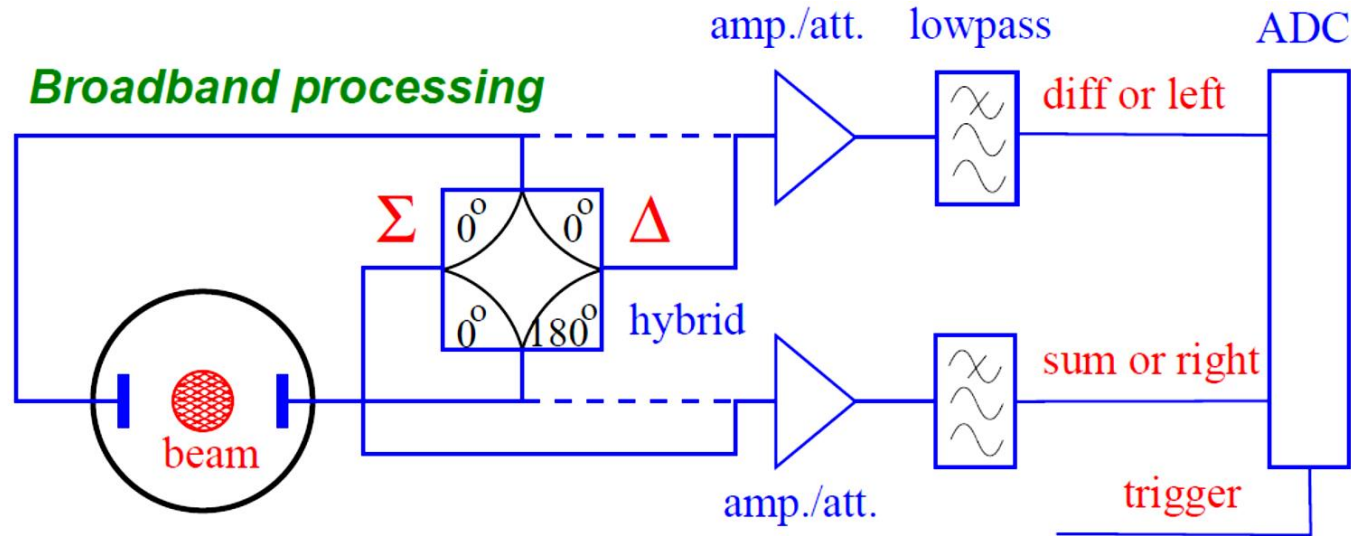 amp./att.
lowpass
ADC
Broadband processing
diff or left
Σ
0°
0°
Δ
0°
180°
hybrid
sum or right
beam
trigger
amp./att.